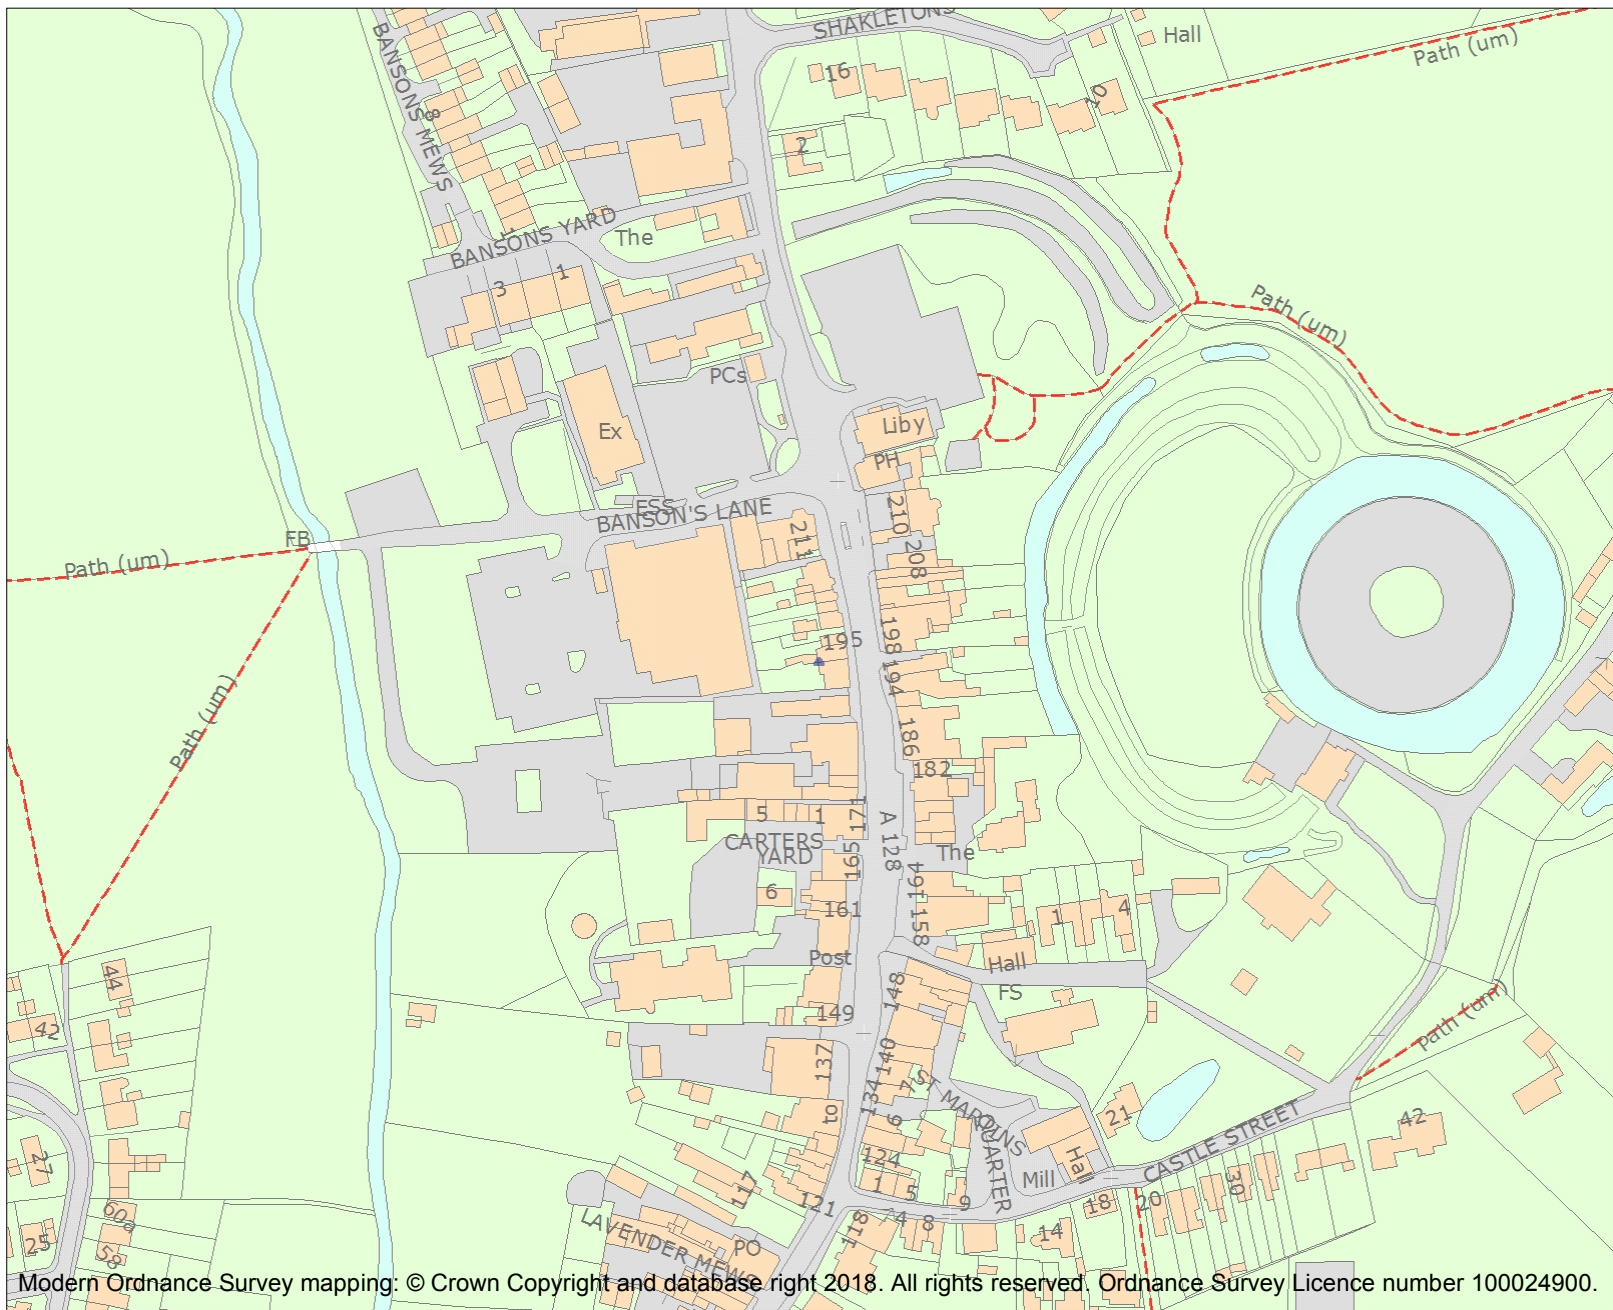 SHAKLETONS
Hall
Path (um)
BANSONS MEWS
8
16
10
2
1
BANSONS YARD
The
3
1
Path (um)
PCs
Ex
Liby
PH
ESS
BANSON'S LANE
210
211
208
FB
Path (um)
195
198
194
Path (um)
186
182
5
1
171
A 128
CARTERS
YARD
165
The
6
161
164
158
1
4
Post
Hall
44
42
148
FS
149
Path (um)
137
140
to
134
7
ST MARTINS
QUARTER
6
21
CASTLE STREET
42
27
124
Hall
Mill
117
1
5
121
9
18
20
30
60a
4
8
118
14
25
58
LAVENDER MEWS
PO
Modern Ordnance Survey mapping: © Crown Copyright and database right 2018. All rights reserved. Ordnance Survey Licence number 100024900.